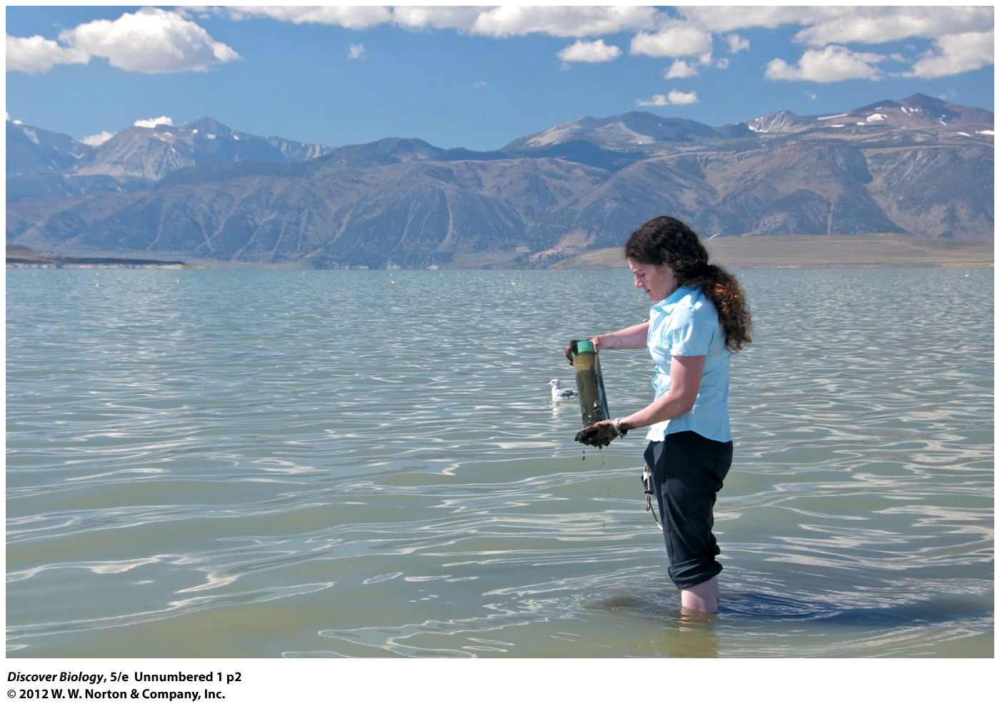 Discover Biology, 5/e Unnumbered 1 p2
© 2012 W. W. Norton & Company, Inc.